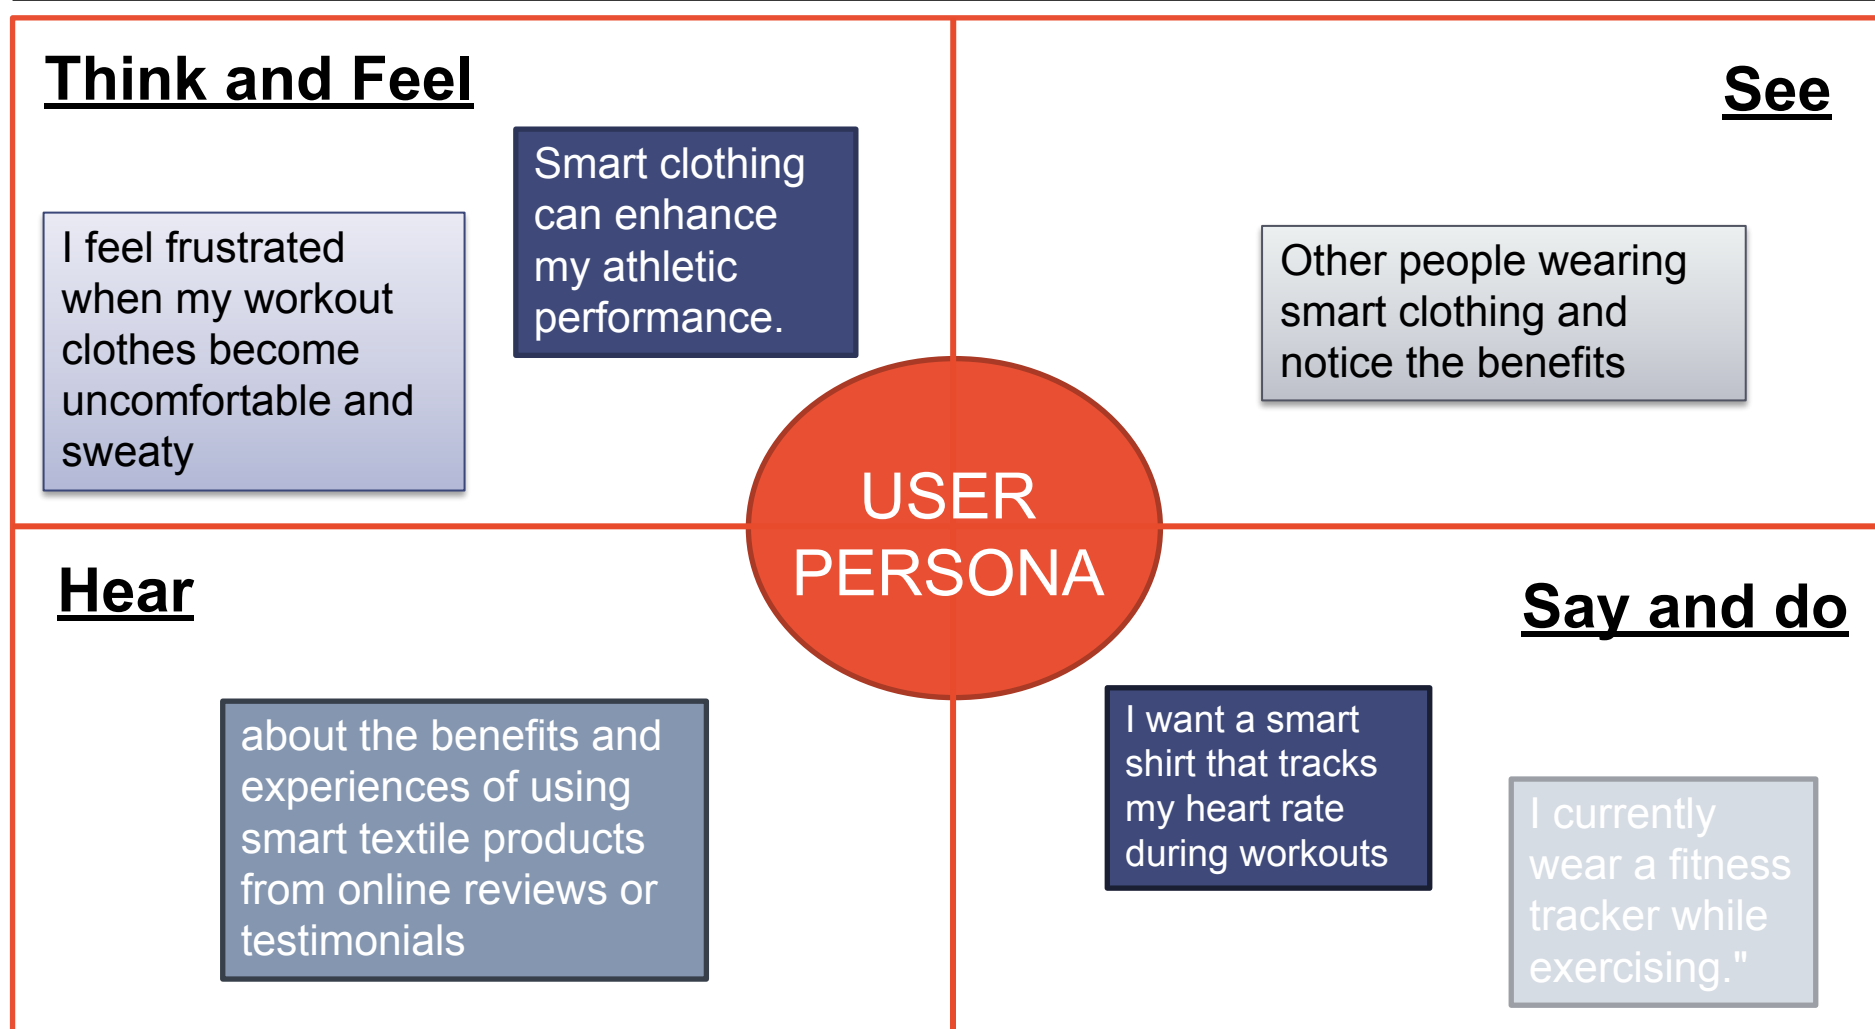 Think and Feel
I feel frustrated
when my workout
clothes become
uncomfortable and
sweaty
Smart clothing
can enhance
my athletic
performance.
See
Other people wearing
smart clothing and
notice the benefits
USER
PERSONA
Hear
about the benefits and
experiences of using
smart textile products
from online reviews or
testimonials
Say and do
I want a smart
shirt that tracks
my heart rate
during workouts
I currently
wear a fitness
tracker while
exercising."